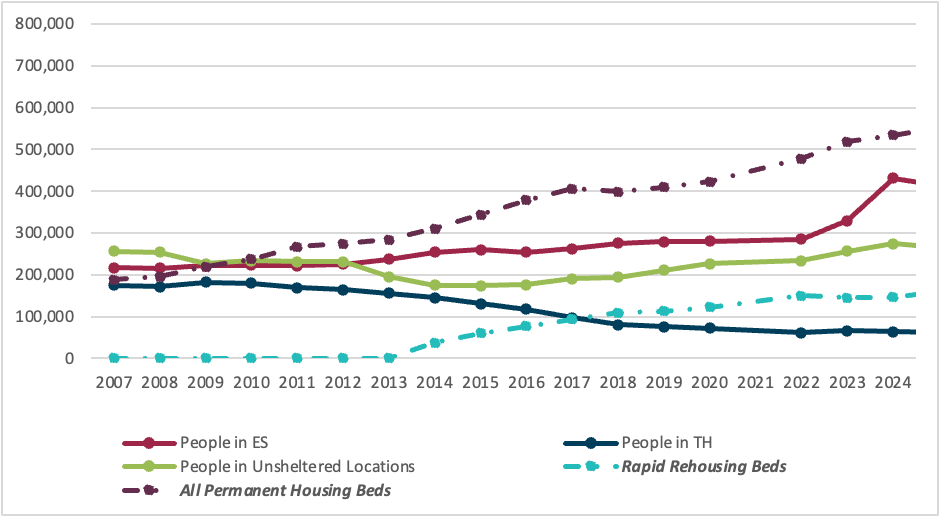 800,000
700,000
600,000
500,000
400,000
300,000
200,000
100,000
0
2007 2008 2009 2010 2011 2012 2013 2014 2015 2016 2017 2018 2019 2020 2021 2022 2023 2024
People in ES People in TH
People in Unsheltered Locations Rapid Rehousing Beds
All Permanent Housing Beds